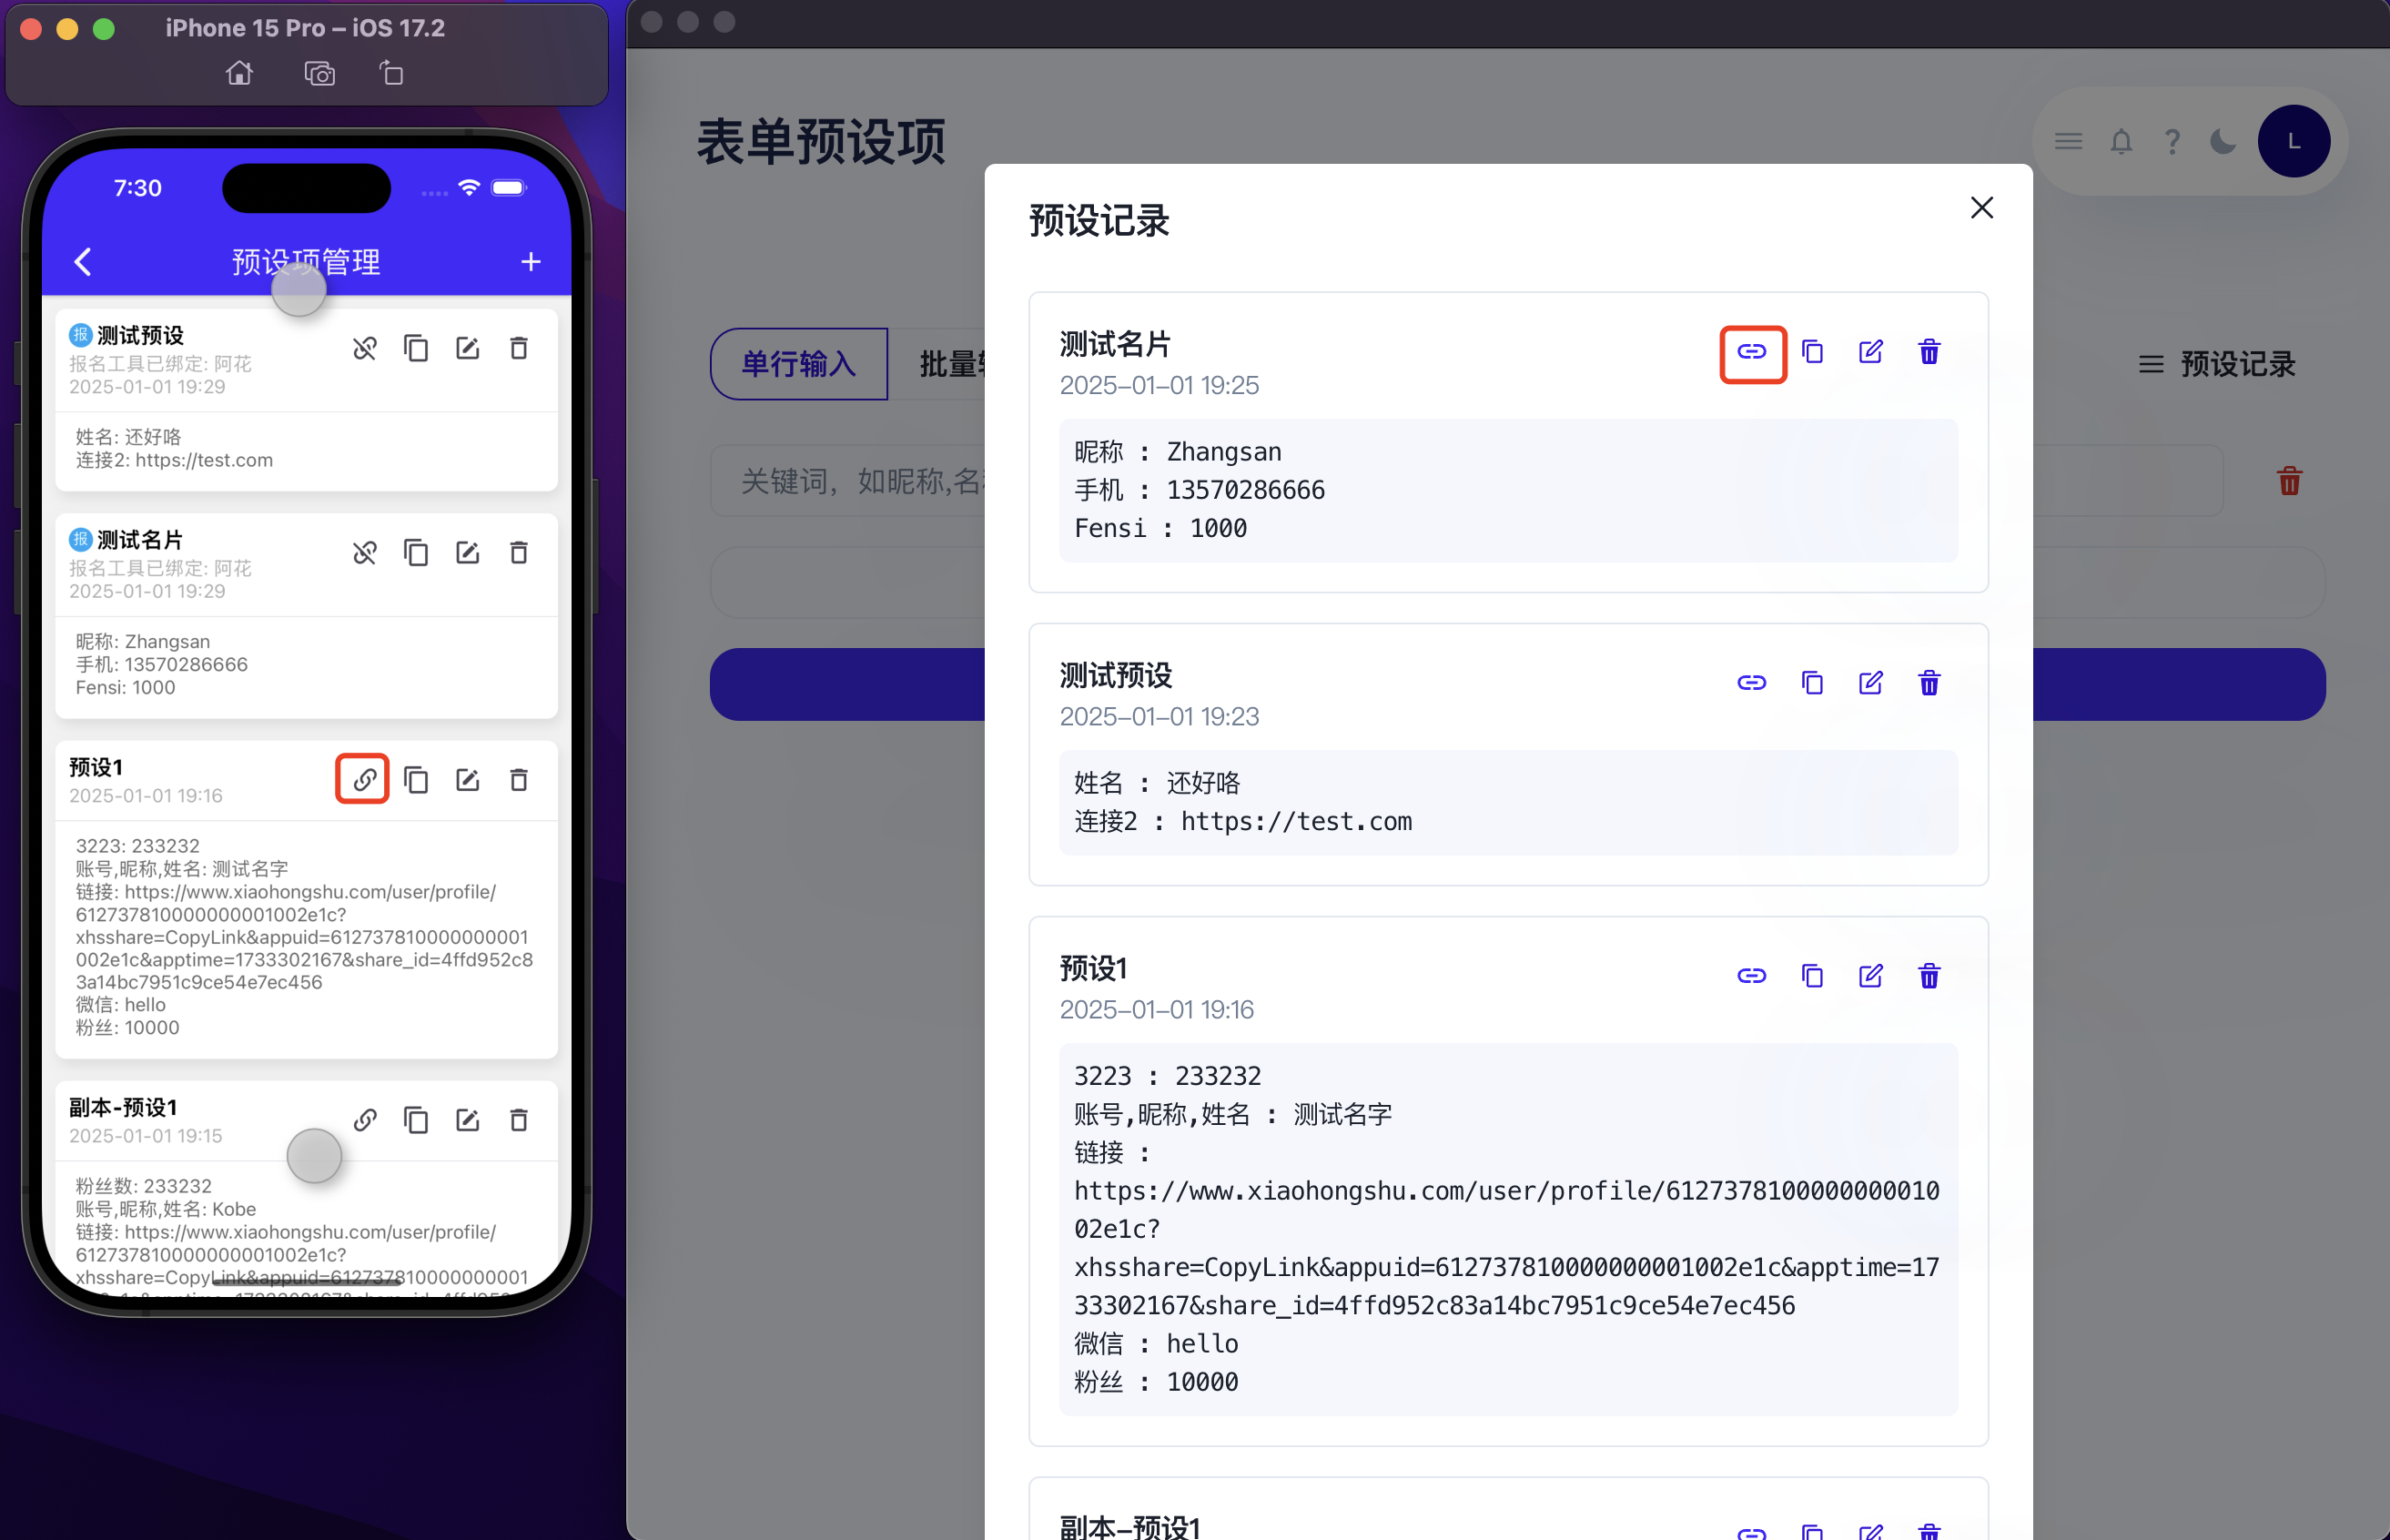 iPhone 15 Pro – iOS 17.2
7:30
预设项管理
报 测试预设
报名工具已绑定: 阿花
2025-01-01 19:29
姓名: 还好咯
连接2: https://test.com
报 测试名片
报名工具已绑定: 阿花
2025-01-01 19:29
昵称: Zhangsan
手机: 13570286666
Fensi: 1000
预设1
2025-01-01 19:16
3223: 233232
账号,昵称,姓名: 测试名字
链接: https://www.xiaohongshu.com/user/profile/
612737810000000001002e1c?
xhsshare=CopyLink&appuid=612737810000000001
002e1c&apptime=1733302167&share_id=4ffd952c8
3a14bc7951c9ce54e7ec456
微信: hello
粉丝: 10000
副本-预设1
2025-01-01 19:15
粉丝数: 233232
账号,昵称,姓名: Kobe
链接: https://www.xiaohongshu.com/user/profile/
612737810000000001002e1c?
xhsshare=CopyLink&appuid=612737810000000001
表单预设项
L
单行输入
批量
预设记录
关键词，如昵称,名
预设记录
测试名片
2025-01-01 19:25
昵称 : Zhangsan
手机 : 13570286666
Fensi : 1000
测试预设
2025-01-01 19:23
姓名 : 还好咯
连接2 : https://test.com
预设1
2025-01-01 19:16
3223 : 233232
账号,昵称,姓名 : 测试名字
链接 :
https://www.xiaohongshu.com/user/profile/6127378100000000010
02e1c?
xhsshare=CopyLink&appuid=612737810000000001002e1c&apptime=17
33302167&share_id=4ffd952c83a14bc7951c9ce54e7ec456
微信 : hello
粉丝 : 10000
副本-预设1